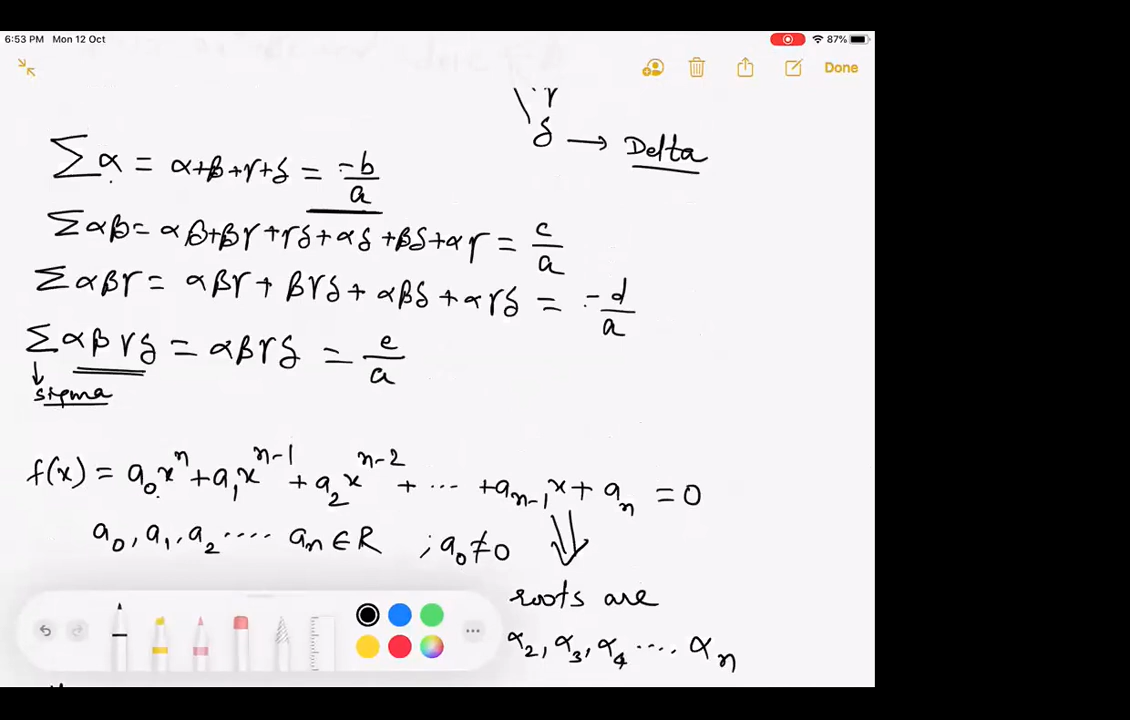 6:53 PM Mon 12 Oct
87%
Done
γ
δ → Delta
Σα = α+β+γ+δ = -b/a
Σαβ = αβ+βγ+γδ+αδ+βδ+αγ = c/a
Σαβγ = αβγ + βγδ + αβδ + αγδ = -d/a
Σαβγδ = αβγδ = e/a
↓
sigma
f(x) = a₀xⁿ + a₁xⁿ⁻¹ + a₂xⁿ⁻² + ... + aₙ₋₁x + aₙ = 0
a₀, a₁, a₂ .... aₙ ∈ R ; a₀ ≠ 0 ⇓
roots are
α₂, α₃, α₄ .... αₙ